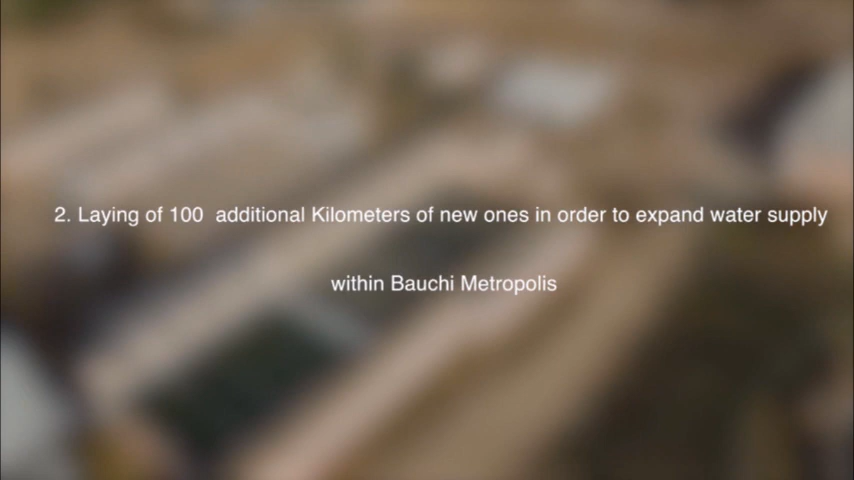 2. Laying of 100  additional Kilometers of new ones in order to expand water supply
within Bauchi Metropolis